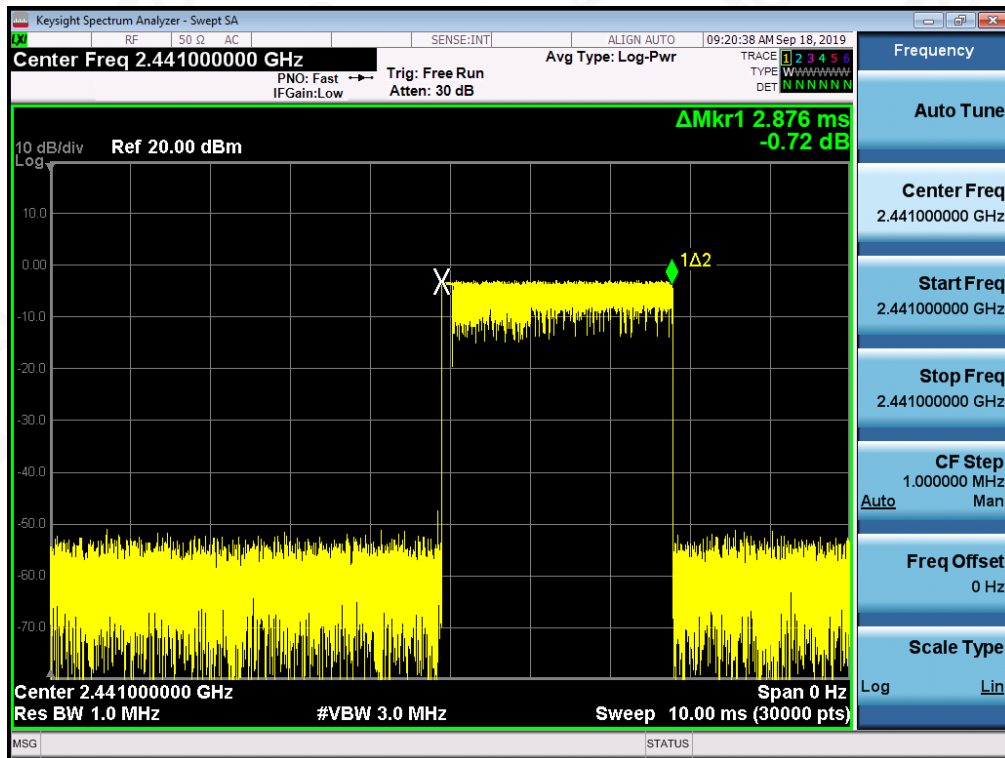 Keysight Spectrum Analyzer - Swept SA
LXI RF 50 Ω AC SENSE:INT ALIGN AUTO 09:20:38 AM Sep 18, 2019
Center Freq 2.441000000 GHz
PNO: Fast
IFGain:Low
Trig: Free Run
Atten: 30 dB
Avg Type: Log-Pwr
TRACE 1 2 3 4 5 6
TYPE WWWWWW
DET N N N N N N
ΔMkr1 2.876 ms
-0.72 dB
10 dB/div Ref 20.00 dBm
Log
10.0
0.00
-10.0
-20.0
-30.0
-40.0
-50.0
-60.0
-70.0
1Δ2
Center 2.441000000 GHz Span 0 Hz
Res BW 1.0 MHz #VBW 3.0 MHz Sweep 10.00 ms (30000 pts)
MSG STATUS
Frequency
Auto Tune
Center Freq
2.441000000 GHz
Start Freq
2.441000000 GHz
Stop Freq
2.441000000 GHz
CF Step
1.000000 MHz
Auto Man
Freq Offset
0 Hz
Scale Type
Log Lin